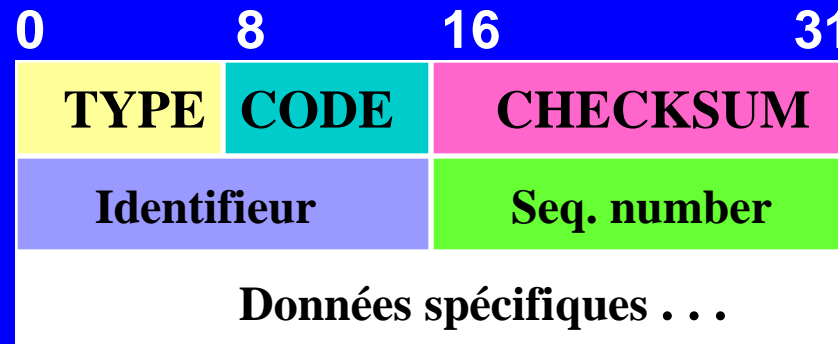 0 8 16 31
TYPE CODE CHECKSUM
Identifieur Seq. number
Données spécifiques . . .